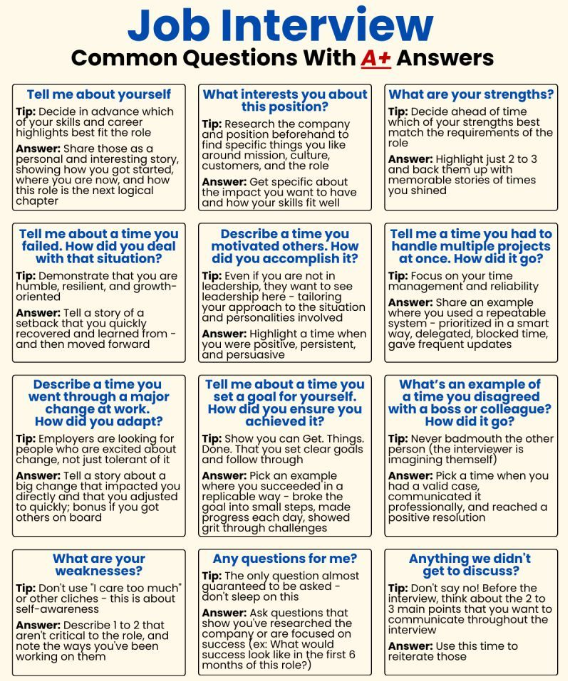 Job Interview
Common Questions With A+ Answers
Tell me about yourself
Tip: Decide in advance which
of your skills and career
highlights best fit the role
Answer: Share those as a
personal and interesting story,
showing how you got started,
where you are now, and how
this role is the next logical
chapter
What interests you about
this position?
Tip: Research the company
and position beforehand to
find specific things you like
around mission, culture,
customers, and the role
Answer: Get specific about
the impact you want to have
and how your skills fit well
What are your strengths?
Tip: Decide ahead of time
which of your strengths best
match the requirements of the
role
Answer: Highlight just 2 to 3
and back them up with
memorable stories of times
you shined
Tell me about a time you
failed. How did you deal
with that situation?
Tip: Demonstrate that you are
humble, resilient, and growth-
oriented
Answer: Tell a story of a
setback that you quickly
recovered and learned from -
and then moved forward
Describe a time you
motivated others. How
did you accomplish it?
Tip: Even if you are not in
leadership, they want to see
leadership here - tailoring
your approach to the situation
and personalities involved
Answer: Highlight a time when
you were positive, persistent,
and persuasive
Tell me a time you had to
handle multiple projects
at once. How did it go?
Tip: Focus on your time
management and reliability
Answer: Share an example
where you used a repeatable
system - prioritized in a smart
way, delegated, blocked time,
gave frequent updates
Describe a time you
went through a major
change at work.
How did you adapt?
Tip: Employers are looking for
people who are excited about
change, not just tolerant of it
Answer: Tell a story about a
big change that impacted you
directly and that you adjusted
to quickly; bonus if you got
others on board
Tell me about a time you
set a goal for yourself.
How did you ensure you
achieved it?
Tip: Show you can Get. Things.
Done. That you set clear goals
and follow through
Answer: Pick an example
where you succeeded in a
replicable way - broke the
goal into small steps, made
progress each day, showed
grit through challenges
What's an example of
a time you disagreed
with a boss or colleague?
How did it go?
Tip: Never badmouth the other
person (the interviewer is
imagining themself)
Answer: Pick a time when you
had a valid case,
communicated it
professionally, and reached a
positive resolution
What are your
weaknesses?
Tip: Don't use "I care too much"
or other cliches - this is about
self-awareness
Answer: Describe 1 to 2 that
aren't critical to the role, and
note the ways you've been
working on them
Any questions for me?
Tip: The only question almost
guaranteed to be asked -
don't sleep on this
Answer: Ask questions that
show you've researched the
company or are focused on
success (ex: What would
success look like in the first 6
months of this role?)
Anything we didn't
get to discuss?
Tip: Don't say no! Before the
interview, think about the 2 to
3 main points that you want to
communicate throughout the
interview
Answer: Use this time to
reiterate those